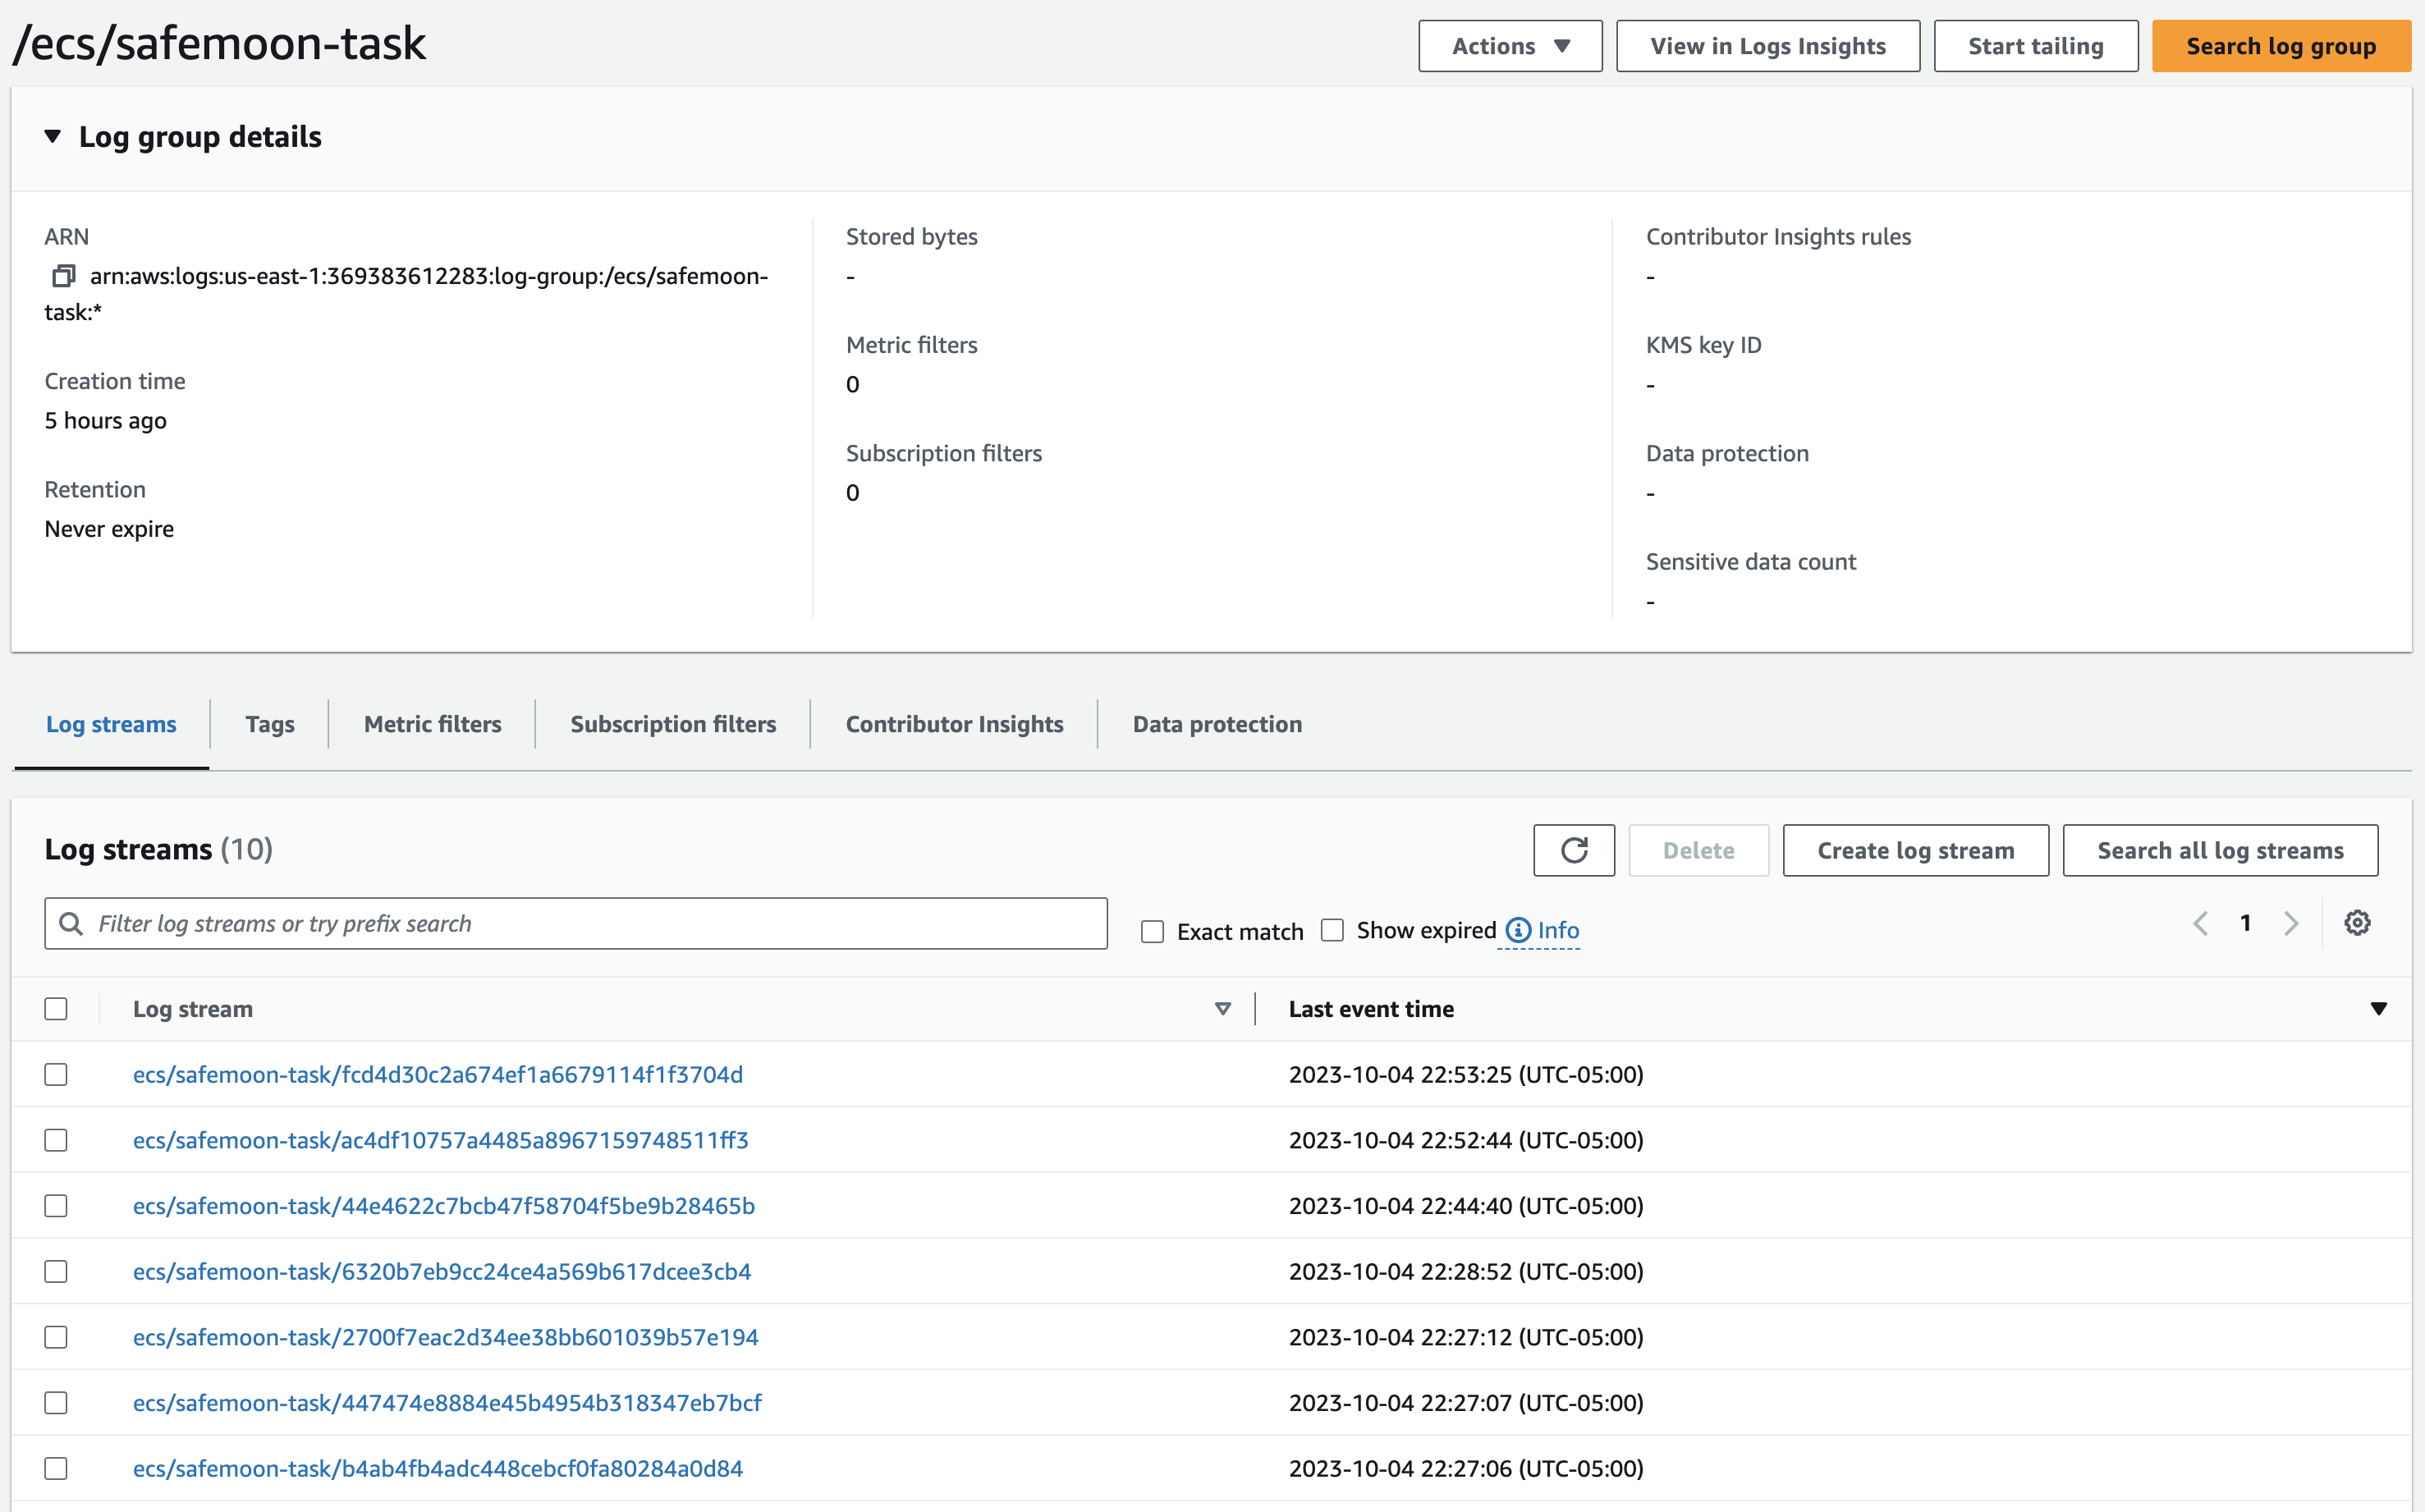 /ecs/safemoon-task
Actions
View in Logs Insights
Start tailing
Search log group
Log group details
ARN
arn:aws:logs:us-east-1:369383612283:log-group:/ecs/safemoon-
task:*
Creation time
5 hours ago
Retention
Never expire
Stored bytes
-
Metric filters
0
Subscription filters
0
Contributor Insights rules
-
KMS key ID
-
Data protection
-
Sensitive data count
-
Log streams
Tags
Metric filters
Subscription filters
Contributor Insights
Data protection
Log streams (10)
Delete
Create log stream
Search all log streams
Filter log streams or try prefix search
Exact match
Show expired
Info
1
Log stream
Last event time
ecs/safemoon-task/fcd4d30c2a674ef1a6679114f1f3704d
2023-10-04 22:53:25 (UTC-05:00)
ecs/safemoon-task/ac4df10757a4485a8967159748511ff3
2023-10-04 22:52:44 (UTC-05:00)
ecs/safemoon-task/44e4622c7bcb47f58704f5be9b28465b
2023-10-04 22:44:40 (UTC-05:00)
ecs/safemoon-task/6320b7eb9cc24ce4a569b617dcee3cb4
2023-10-04 22:28:52 (UTC-05:00)
ecs/safemoon-task/2700f7eac2d34ee38bb601039b57e194
2023-10-04 22:27:12 (UTC-05:00)
ecs/safemoon-task/447474e8884e45b4954b318347eb7bcf
2023-10-04 22:27:07 (UTC-05:00)
ecs/safemoon-task/b4ab4fb4adc448cebcf0fa80284a0d84
2023-10-04 22:27:06 (UTC-05:00)